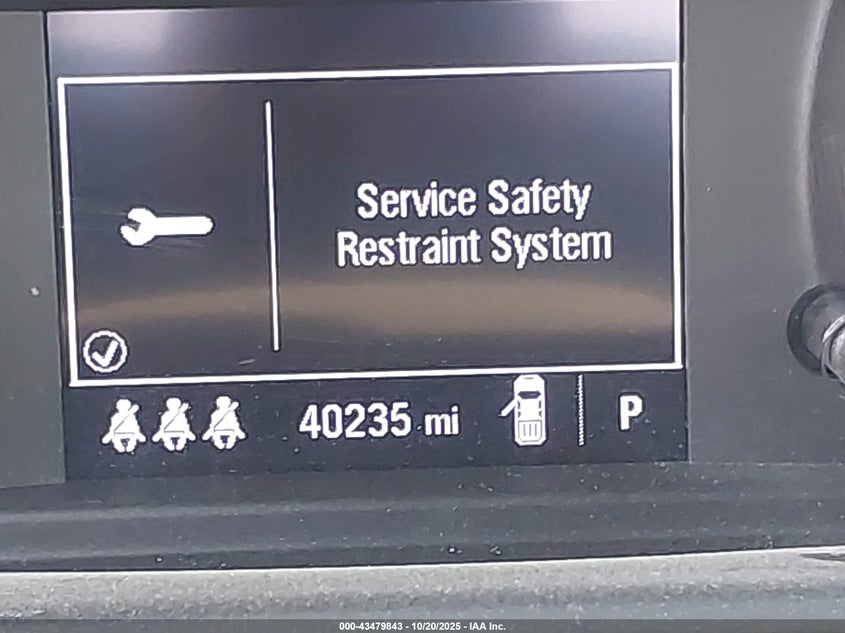 Service Safety
Restraint System
40235 mi
P
000-43479843 - 10/20/2025 - IAA Inc.